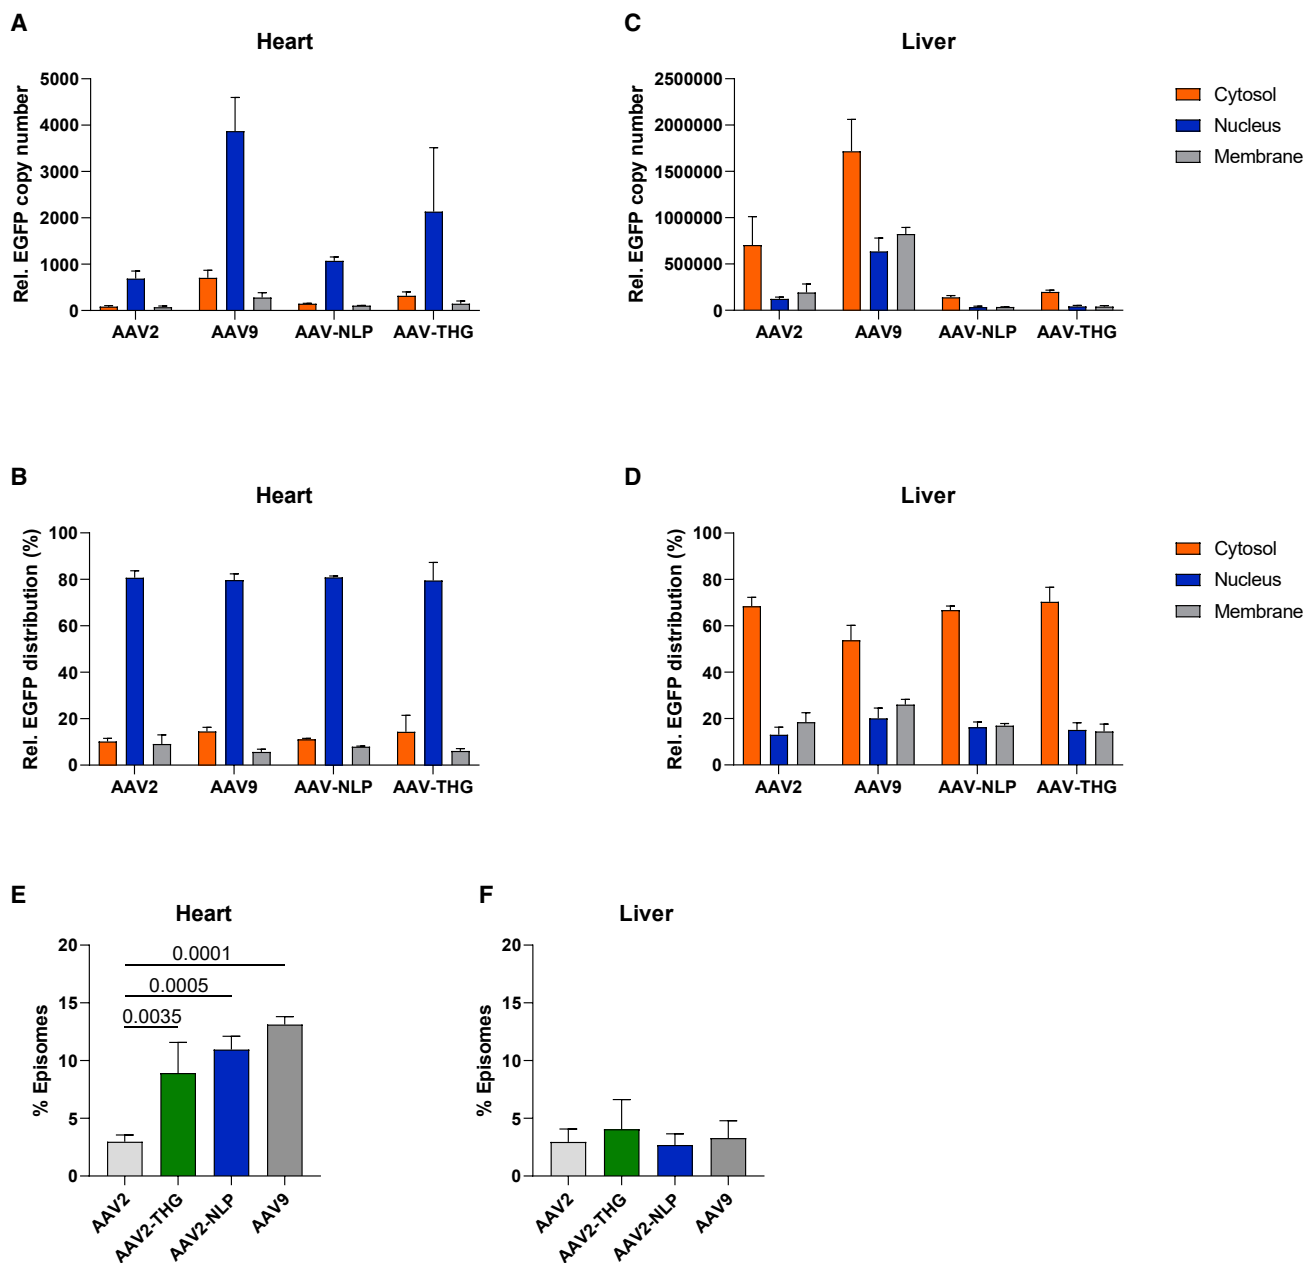 A
Heart
Rel. EGFP copy number
5000
4000
3000
2000
1000
0
AAV2 AAV9 AAV-NLP AAV-THG
C
Liver
Rel. EGFP copy number
2500000
2000000
1500000
1000000
500000
0
AAV2 AAV9 AAV-NLP AAV-THG
Cytosol
Nucleus
Membrane
B
Heart
Rel. EGFP distribution (%)
100
80
60
40
20
0
AAV2 AAV9 AAV-NLP AAV-THG
D
Liver
Rel. EGFP distribution (%)
100
80
60
40
20
0
AAV2 AAV9 AAV-NLP AAV-THG
Cytosol
Nucleus
Membrane
E
Heart
% Episomes
20
15
10
5
0
0.0001
0.0005
0.0035
AAV2
AAV2-THG
AAV2-NLP
AAV9
F
Liver
% Episomes
20
15
10
5
0
AAV2
AAV2-THG
AAV2-NLP
AAV9